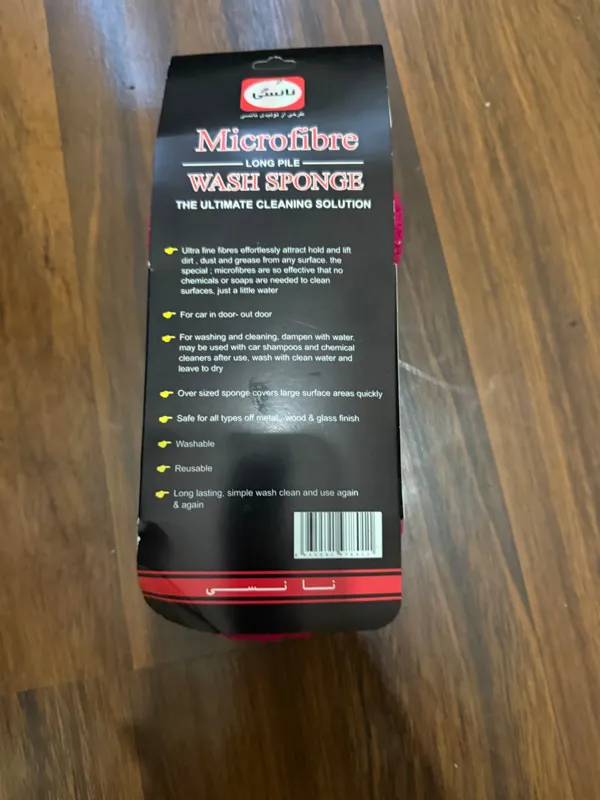 نانسی
طرحی از تولیدی نانسی
Microfibre
LONG PILE
WASH SPONGE
THE ULTIMATE CLEANING SOLUTION
Ultra fine fibres effortlessly attract hold and lift
dirt , dust and grease from any surface. the
special ; microfibres are so effective that no
chemicals or soaps are needed to clean
surfaces, just a little water
For car in door- out door
For washing and cleaning, dampen with water.
may be used with car shampoos and chemical
cleaners after use, wash with clean water and
leave to dry
Over sized sponge covers large surface areas quickly
Safe for all types off metal, wood & glass finish
Washable
Reusable
Long lasting, simple wash clean and use again
& again
نانسی